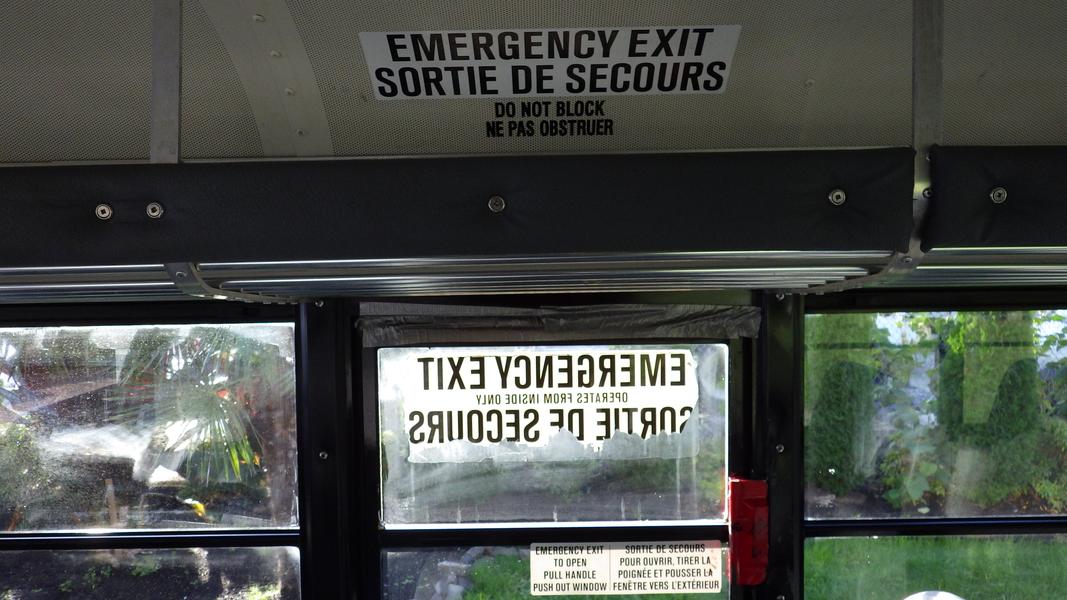 EMERGENCY EXIT
SORTIE DE SECOURS
DO NOT BLOCK
NE PAS OBSTRUER
EMERGENCY EXIT
OPERATES FROM INSIDE ONLY
SORTIE DE SECOURS
EMERGENCY EXIT
TO OPEN
PULL HANDLE
PUSH OUT WINDOW
SORTIE DE SECOURS
POUR OUVRIR, TIRER LA
POIGNÉE ET POUSSER LA
FENÊTRE VERS L'EXTÉRIEUR